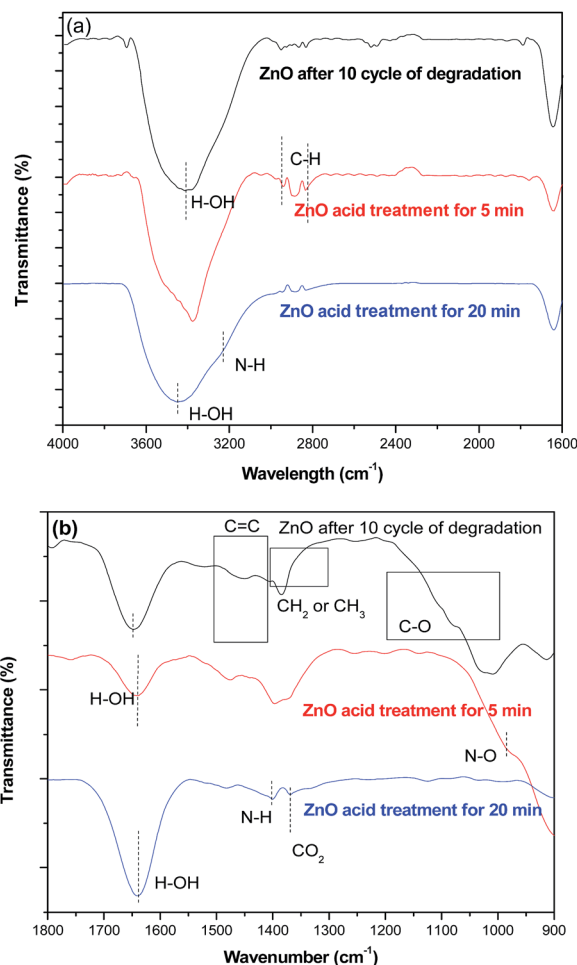 (a)
ZnO after 10 cycle of degradation
C-H
H-OH
ZnO acid treatment for 5 min
ZnO acid treatment for 20 min
N-H
H-OH
Transmittance (%)
4000 3600 3200 2800 2400 2000 1600
Wavelength (cm-1)
(b)
C=C
ZnO after 10 cycle of degradation
CH2 or CH3
C-O
H-OH
ZnO acid treatment for 5 min
N-O
N-H
ZnO acid treatment for 20 min
CO2
H-OH
Transmittance (%)
1800 1700 1600 1500 1400 1300 1200 1100 1000 900
Wavenumber (cm-1)